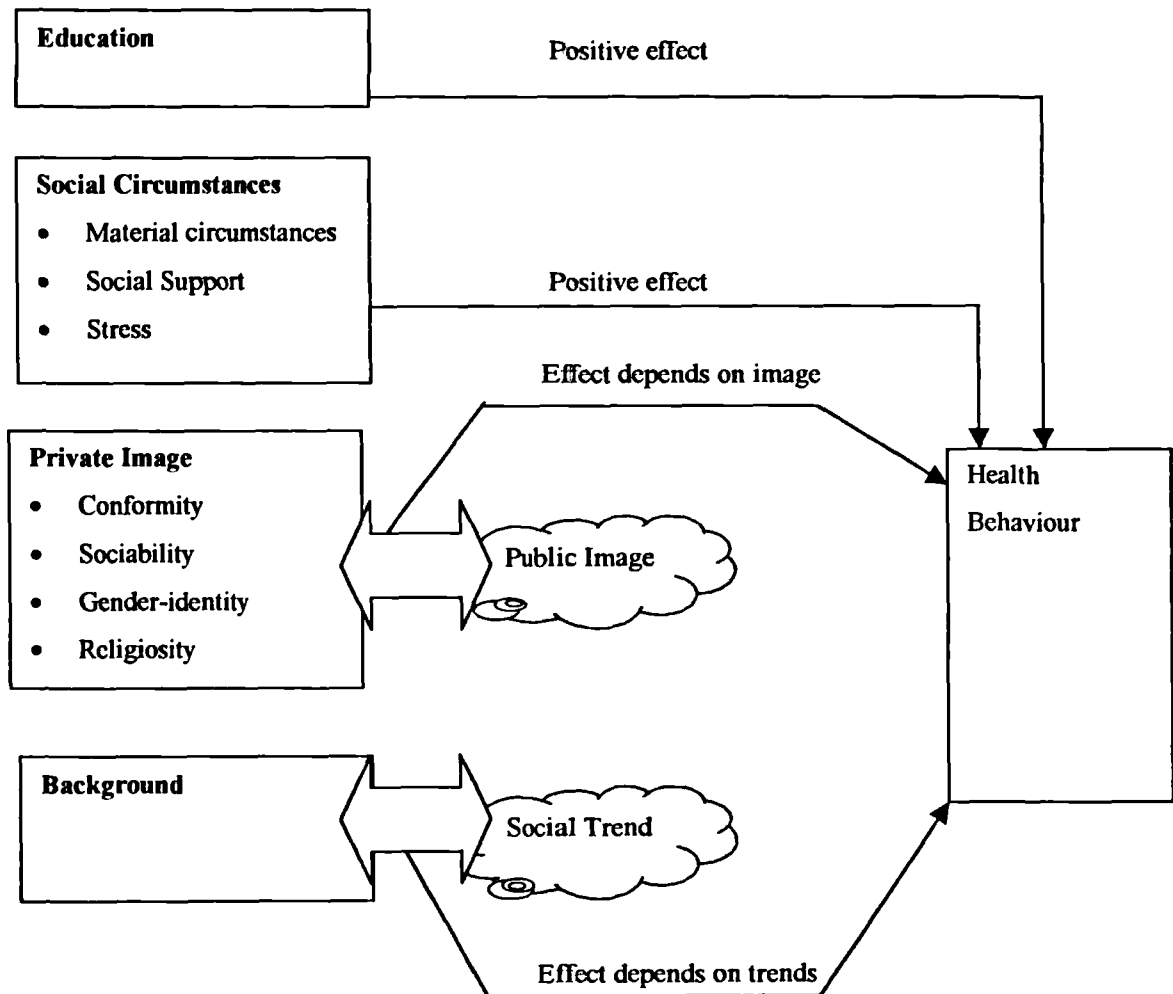 Education
Positive effect
Social Circumstances
• Material circumstances
• Social Support
• Stress
Positive effect
Effect depends on image
Private Image
• Conformity
• Sociability
• Gender-identity
• Religiosity
Public Image
Health
Behaviour
Background
Social Trend
Effect depends on trends